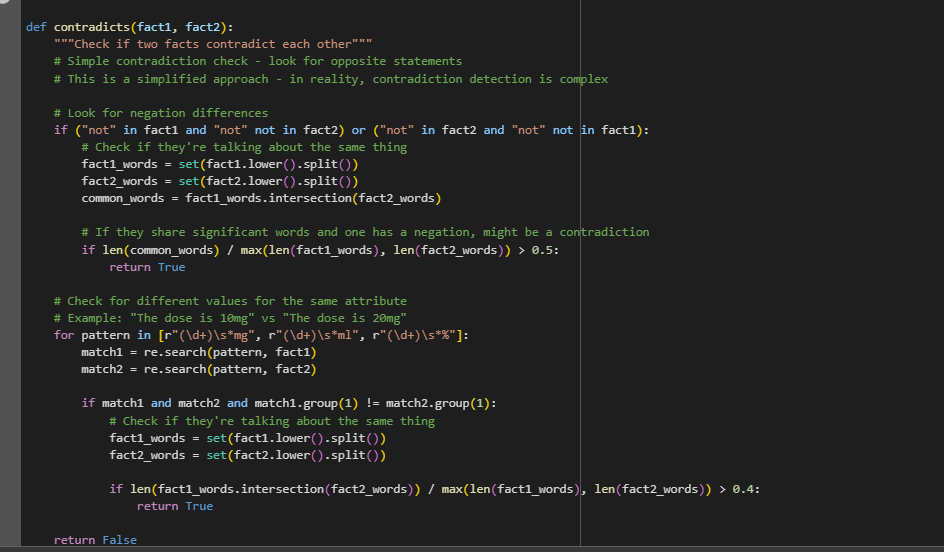 def contradicts(fact1, fact2):
    """Check if two facts contradict each other"""
    # Simple contradiction check - look for opposite statements
    # This is a simplified approach - in reality, contradiction detection is complex

    # Look for negation differences
    if ("not" in fact1 and "not" not in fact2) or ("not" in fact2 and "not" not in fact1):
        # Check if they're talking about the same thing
        fact1_words = set(fact1.lower().split())
        fact2_words = set(fact2.lower().split())
        common_words = fact1_words.intersection(fact2_words)

        # If they share significant words and one has a negation, might be a contradiction
        if len(common_words) / max(len(fact1_words), len(fact2_words)) > 0.5:
            return True

    # Check for different values for the same attribute
    # Example: "The dose is 10mg" vs "The dose is 20mg"
    for pattern in [r"(\d+)\s*mg", r"(\d+)\s*ml", r"(\d+)\s*%"]:
        match1 = re.search(pattern, fact1)
        match2 = re.search(pattern, fact2)

        if match1 and match2 and match1.group(1) != match2.group(1):
            # Check if they're talking about the same thing
            fact1_words = set(fact1.lower().split())
            fact2_words = set(fact2.lower().split())

            if len(fact1_words.intersection(fact2_words)) / max(len(fact1_words), len(fact2_words)) > 0.4:
                return True

    return False